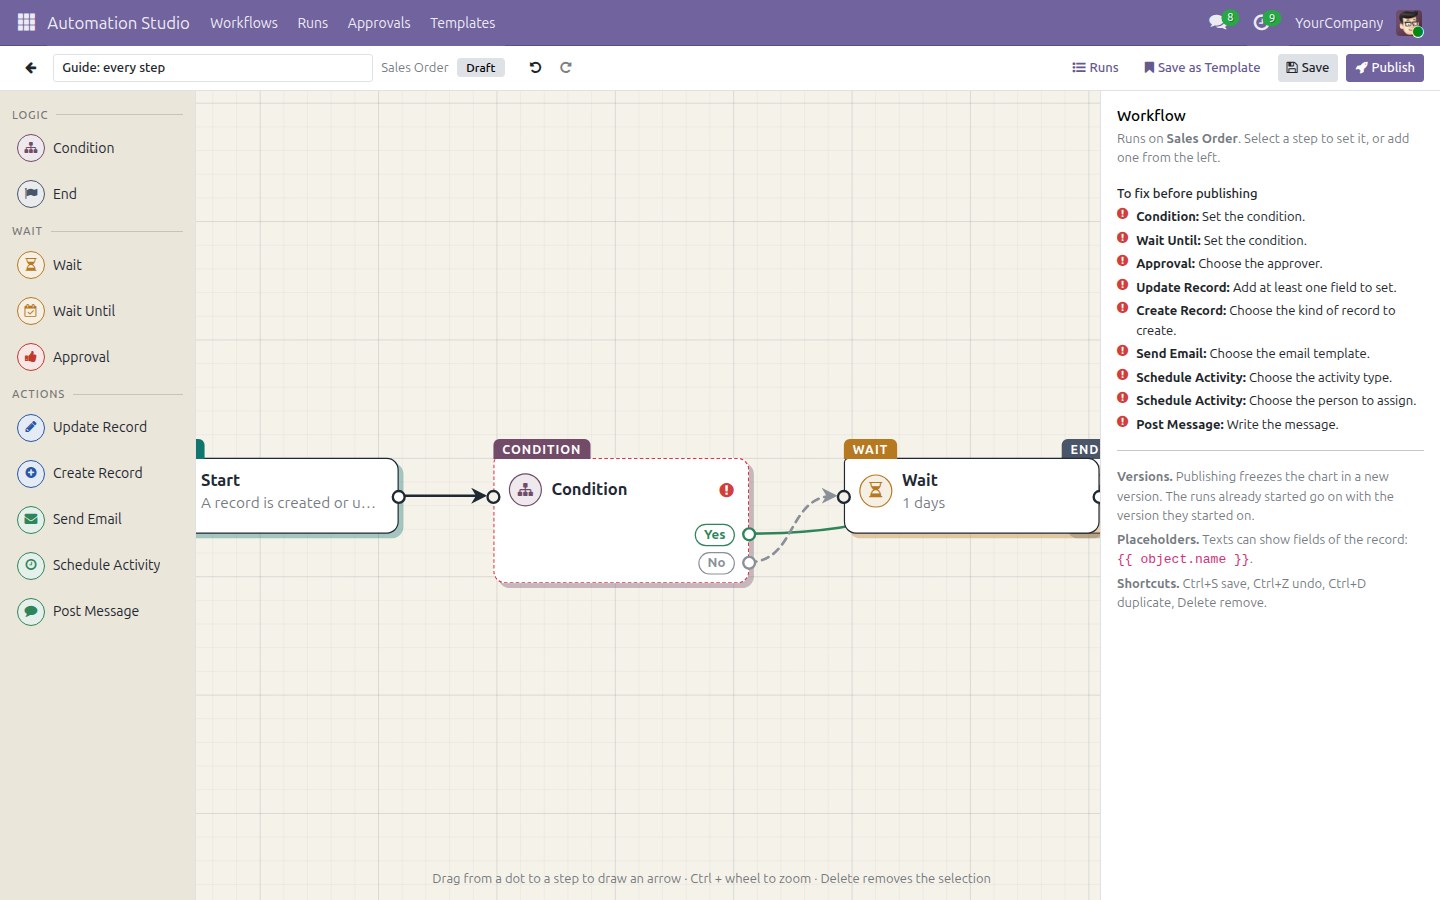 Automation Studio Workflows Runs Approvals Templates 8 9 YourCompany
Guide: every step Sales Order Draft Runs Save as Template Save Publish
LOGIC
Condition
End
WAIT
Wait
Wait Until
Approval
ACTIONS
Update Record
Create Record
Send Email
Schedule Activity
Post Message
Start
A record is created or u...
CONDITION
Condition
Yes
No
WAIT
Wait
1 days
END
Drag from a dot to a step to draw an arrow · Ctrl + wheel to zoom · Delete removes the selection
Workflow
Runs on Sales Order. Select a step to set it, or add
one from the left.
To fix before publishing
Condition: Set the condition.
Wait Until: Set the condition.
Approval: Choose the approver.
Update Record: Add at least one field to set.
Create Record: Choose the kind of record to
create.
Send Email: Choose the email template.
Schedule Activity: Choose the activity type.
Schedule Activity: Choose the person to assign.
Post Message: Write the message.
Versions. Publishing freezes the chart in a new
version. The runs already started go on with the
version they started on.
Placeholders. Texts can show fields of the record:
{{ object.name }}.
Shortcuts. Ctrl+S save, Ctrl+Z undo, Ctrl+D
duplicate, Delete remove.